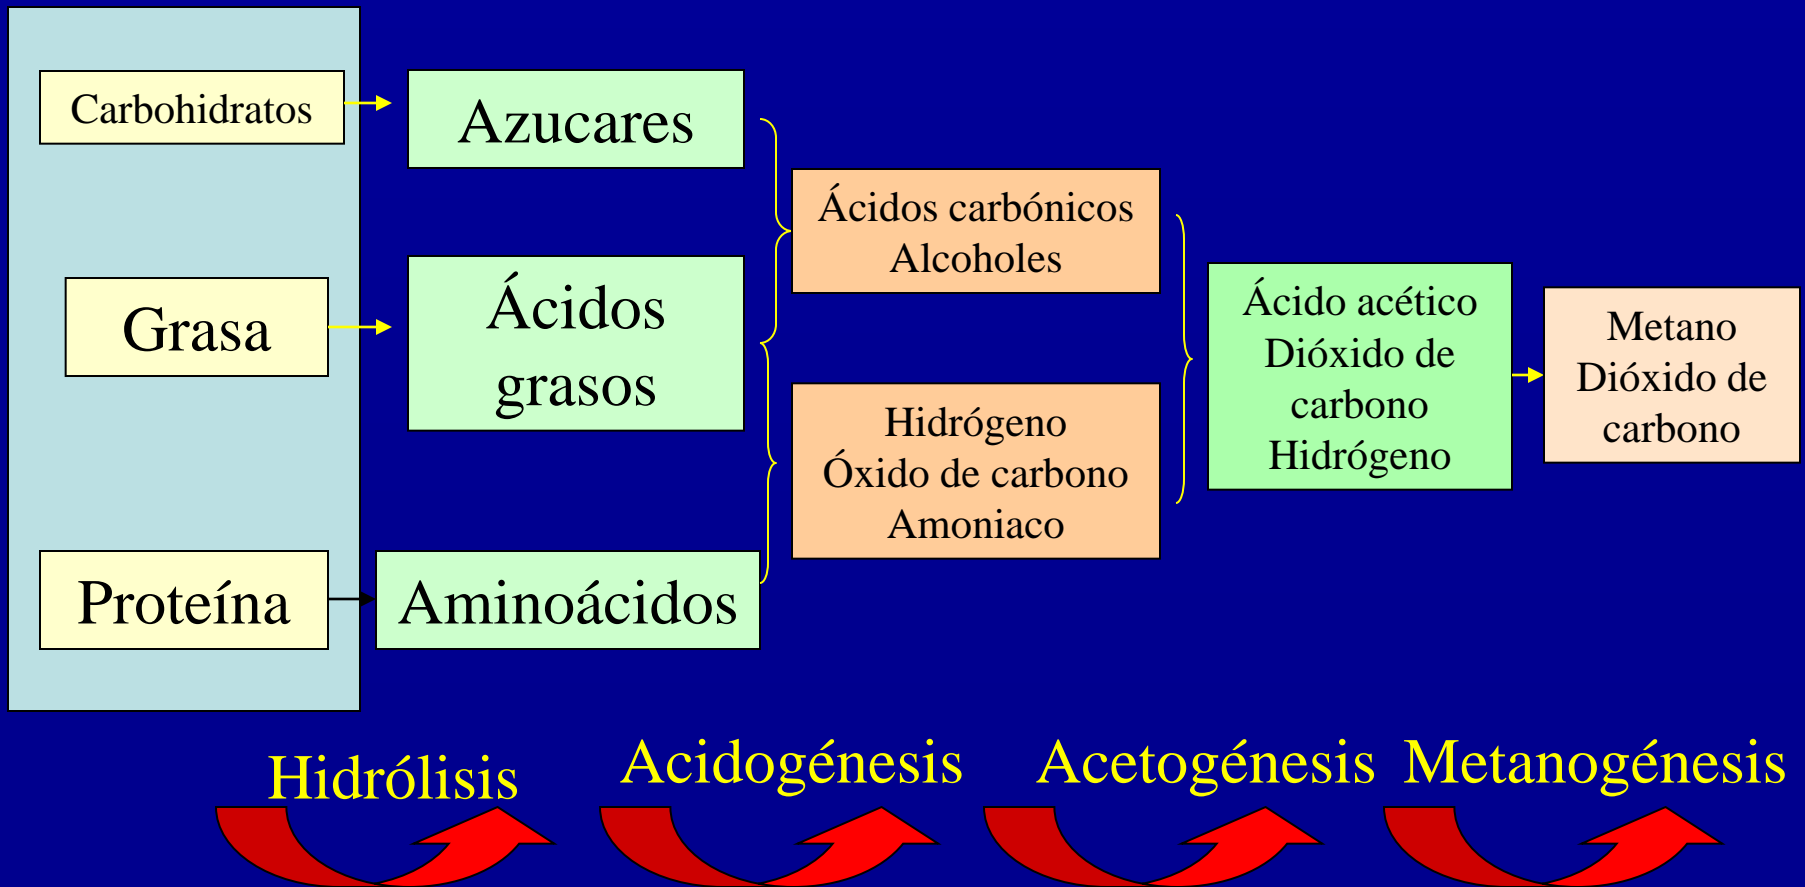 Carbohidratos
Azucares
Ácidos carbónicos
Alcoholes
Grasa
Ácidos
grasos
Ácido acético
Dióxido de
carbono
Hidrógeno
Metano
Dióxido de
carbono
Hidrógeno
Óxido de carbono
Amoniaco
Proteína
Aminoácidos
Hidrólisis
Acidogénesis
Acetogénesis
Metanogénesis